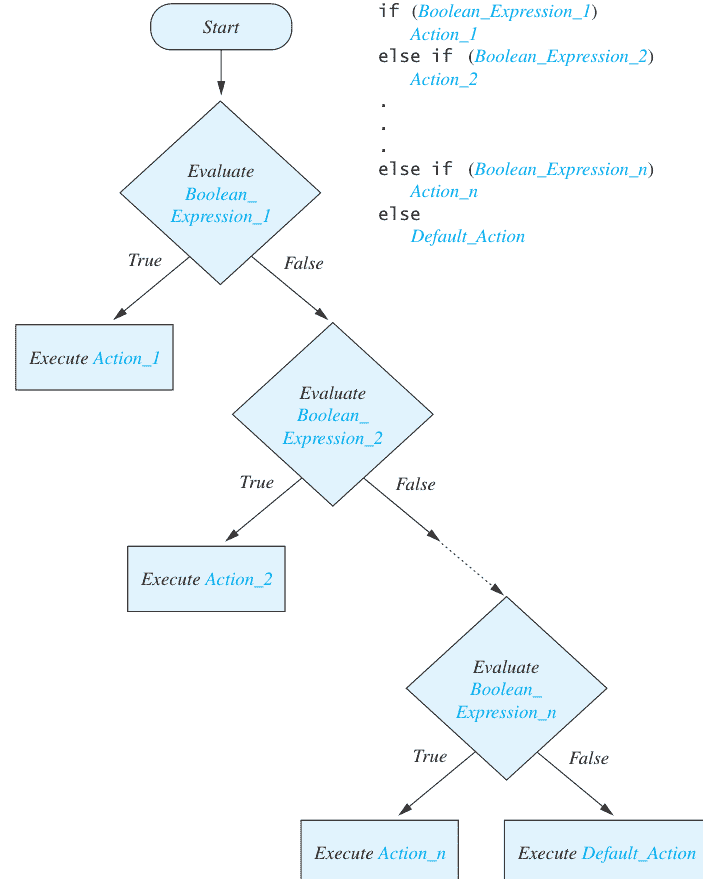 Start
if (Boolean_Expression_1)
Action_1
else if (Boolean_Expression_2)
Action_2
.
.
.
else if (Boolean_Expression_n)
Action_n
else
Default_Action
Evaluate
Boolean_
Expression_1
True
False
Execute Action_1
Evaluate
Boolean_
Expression_2
True
False
Execute Action_2
Evaluate
Boolean_
Expression_n
True
False
Execute Action_n
Execute Default_Action